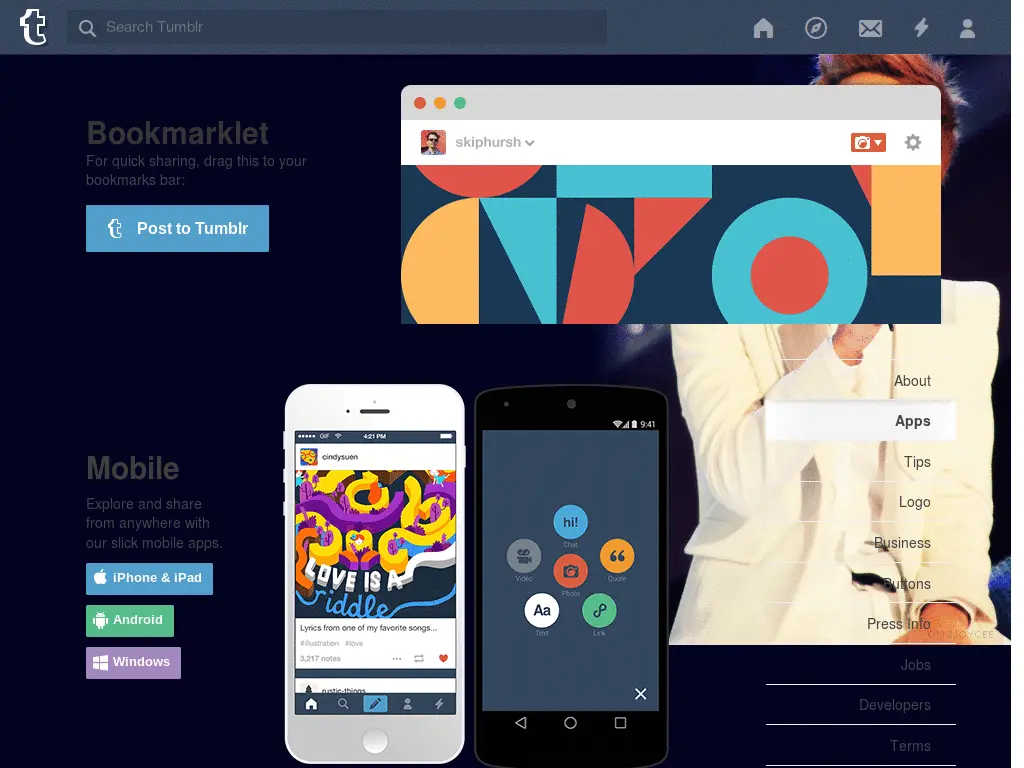 t
Search Tumblr
Bookmarklet
For quick sharing, drag this to your
bookmarks bar:
Post to Tumblr
skiphursh
Mobile
Explore and share
from anywhere with
our slick mobile apps.
iPhone & iPad
Android
Windows
GIF 4:21 PM
cindysuen
LOVE IS A
riddle
Lyrics from one of my favorite songs...
#illustration #love
3,217 notes
rustic-things
9:41
hi!
Chat
Video
Photo
Quote
Aa
Text
Link
About
Apps
Tips
Logo
Business
Buttons
Press Info
OMGJOYCEE
Jobs
Developers
Terms